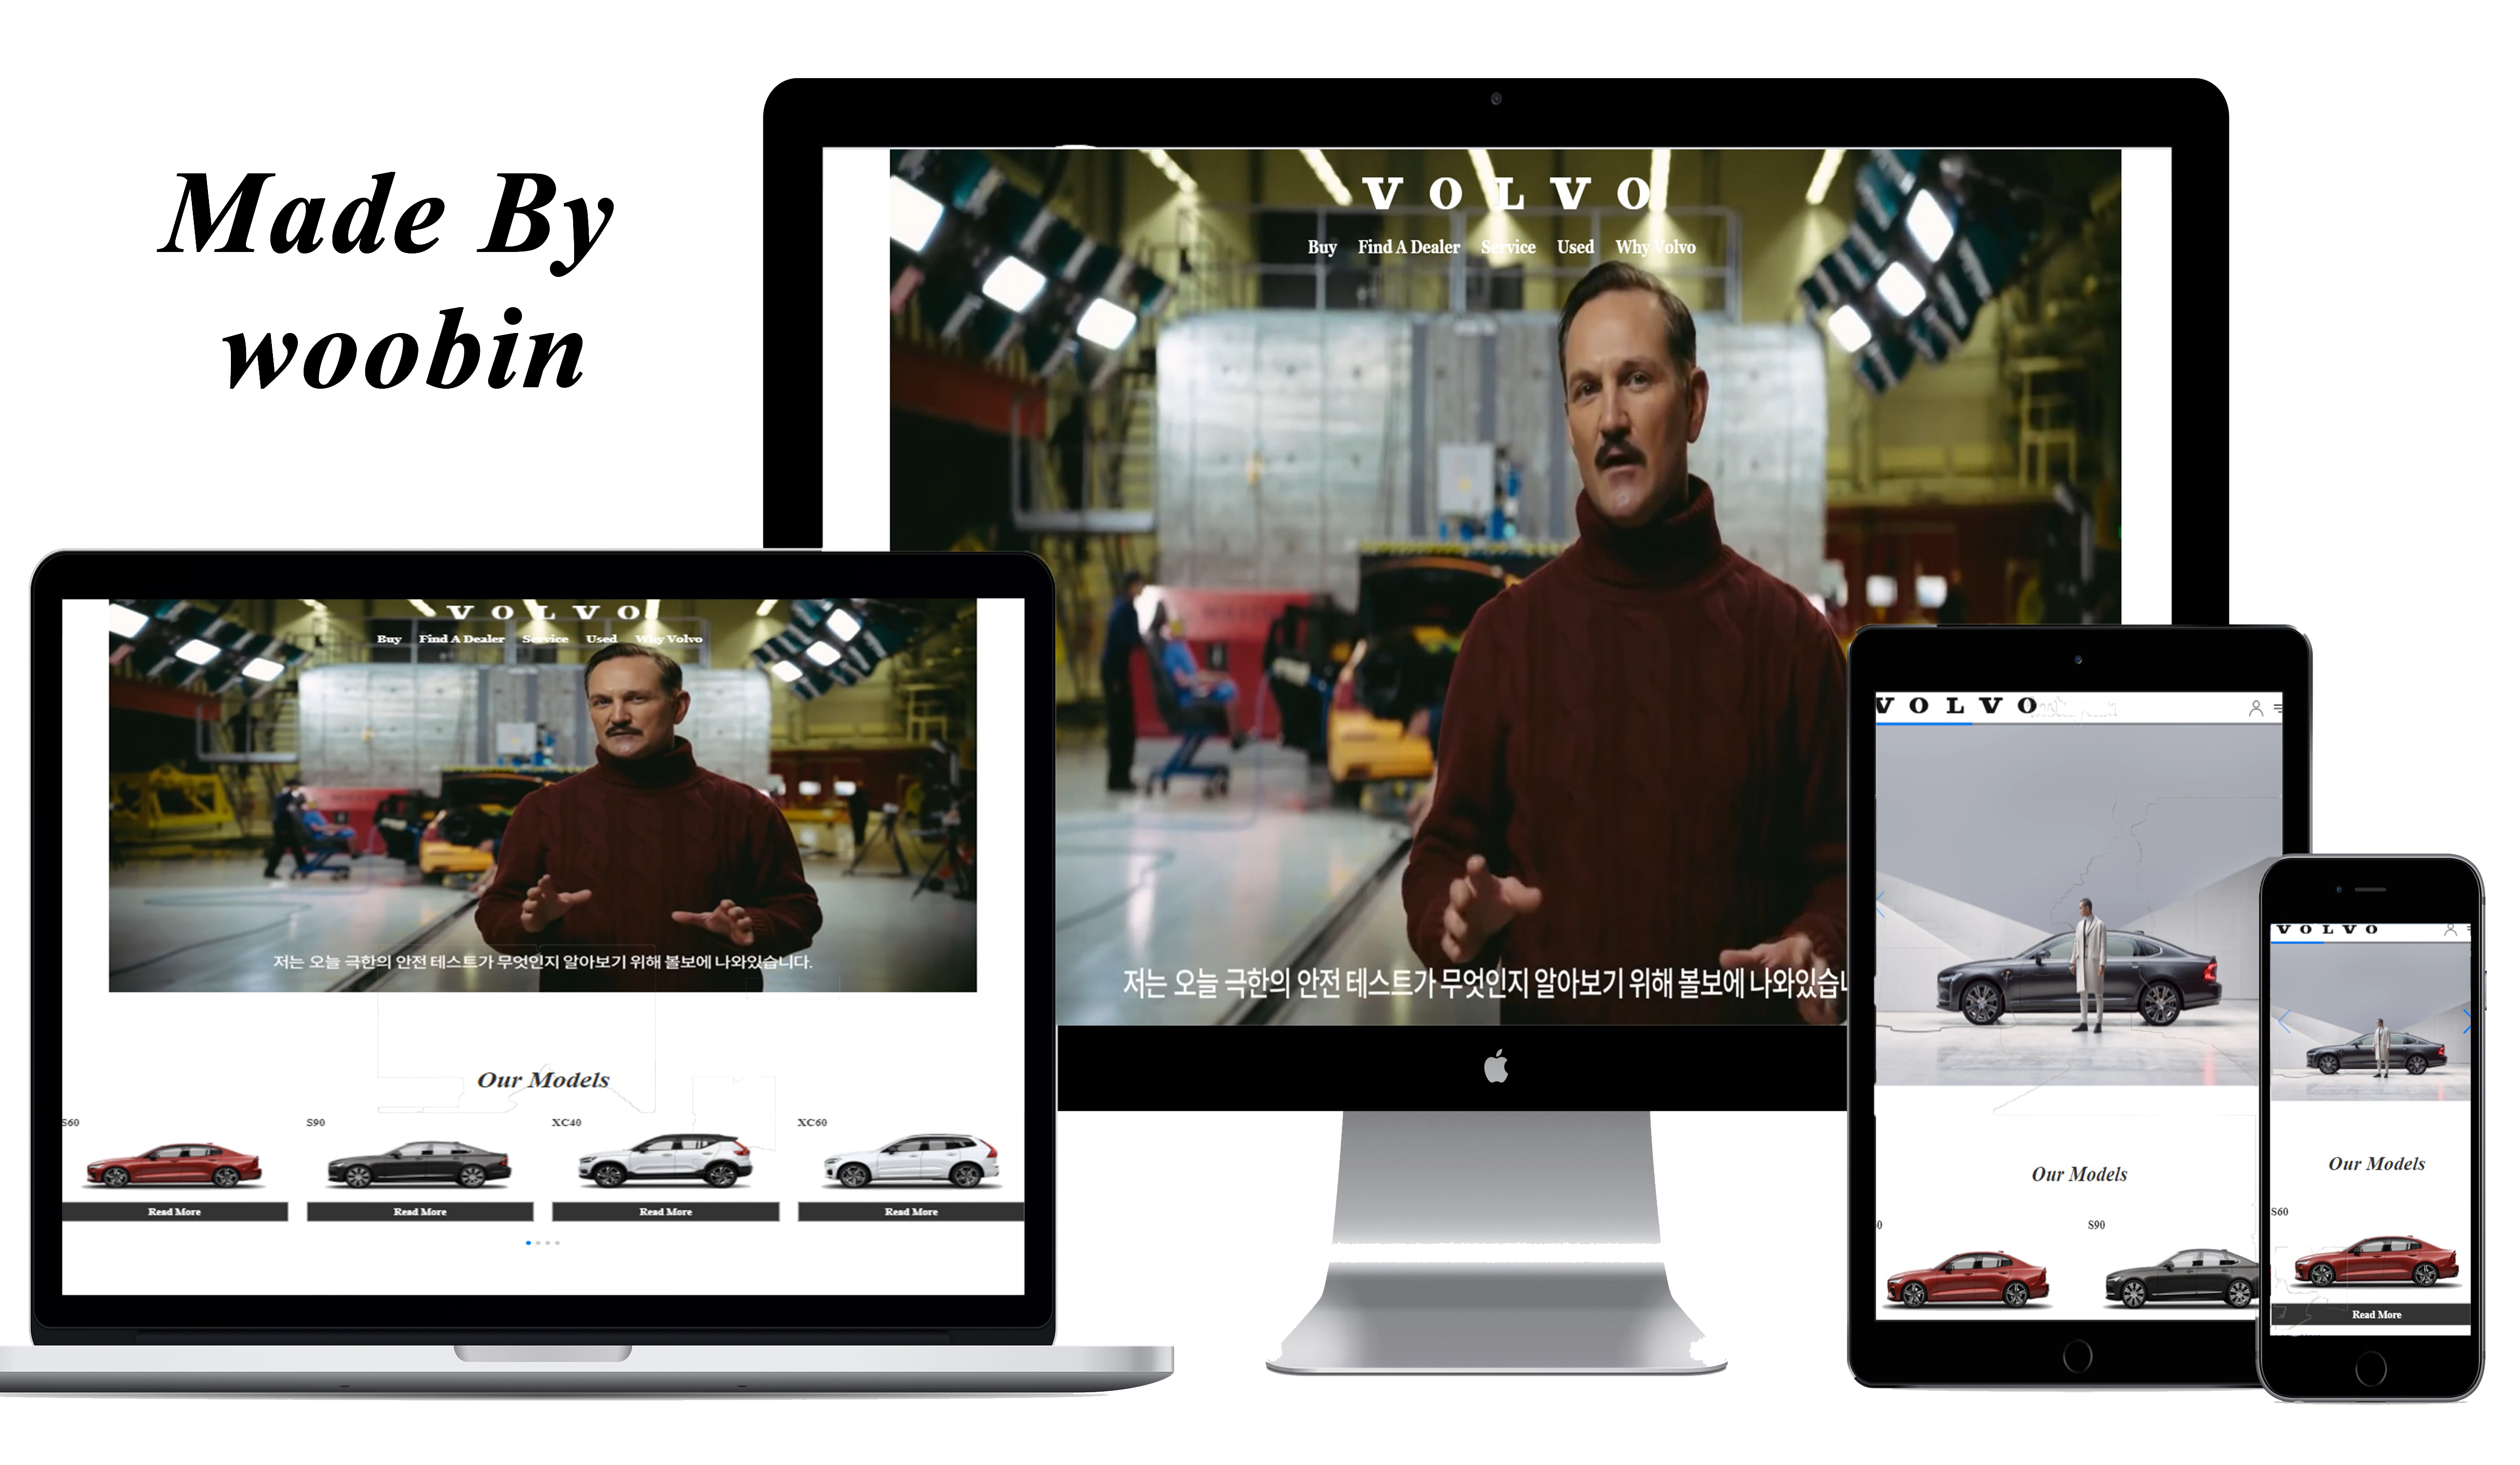 Made By
woobin
V O L V O
Buy Find A Dealer Service Used Why Volvo
저는 오늘 극한의 안전 테스트가 무엇인지 알아보기 위해 볼보에 나와있습니
V O L V O
Buy Find A Dealer Service Used Why Volvo
저는 오늘 극한의 안전 테스트가 무엇인지 알아보기 위해 볼보에 나와있습니다.
Our Models
S60 S90 XC40 XC60
Read More Read More Read More Read More
V O L V O
Our Models
0 S90
V O L V O
Our Models
S60
Read More